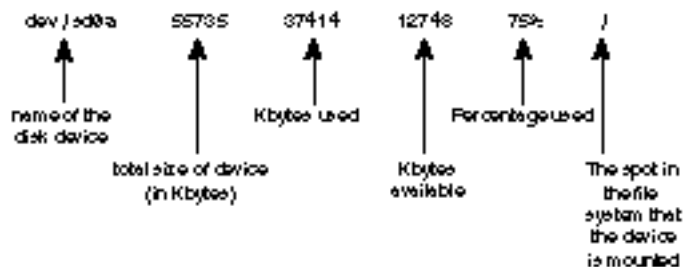 dev/sd0a 55735 37414 12748 75% /
name of the
disk device
Kbytes used
Percentage used
total size of device
(in Kbytes)
Kbytes
available
The spot in
the file
system that
the device
is mounted